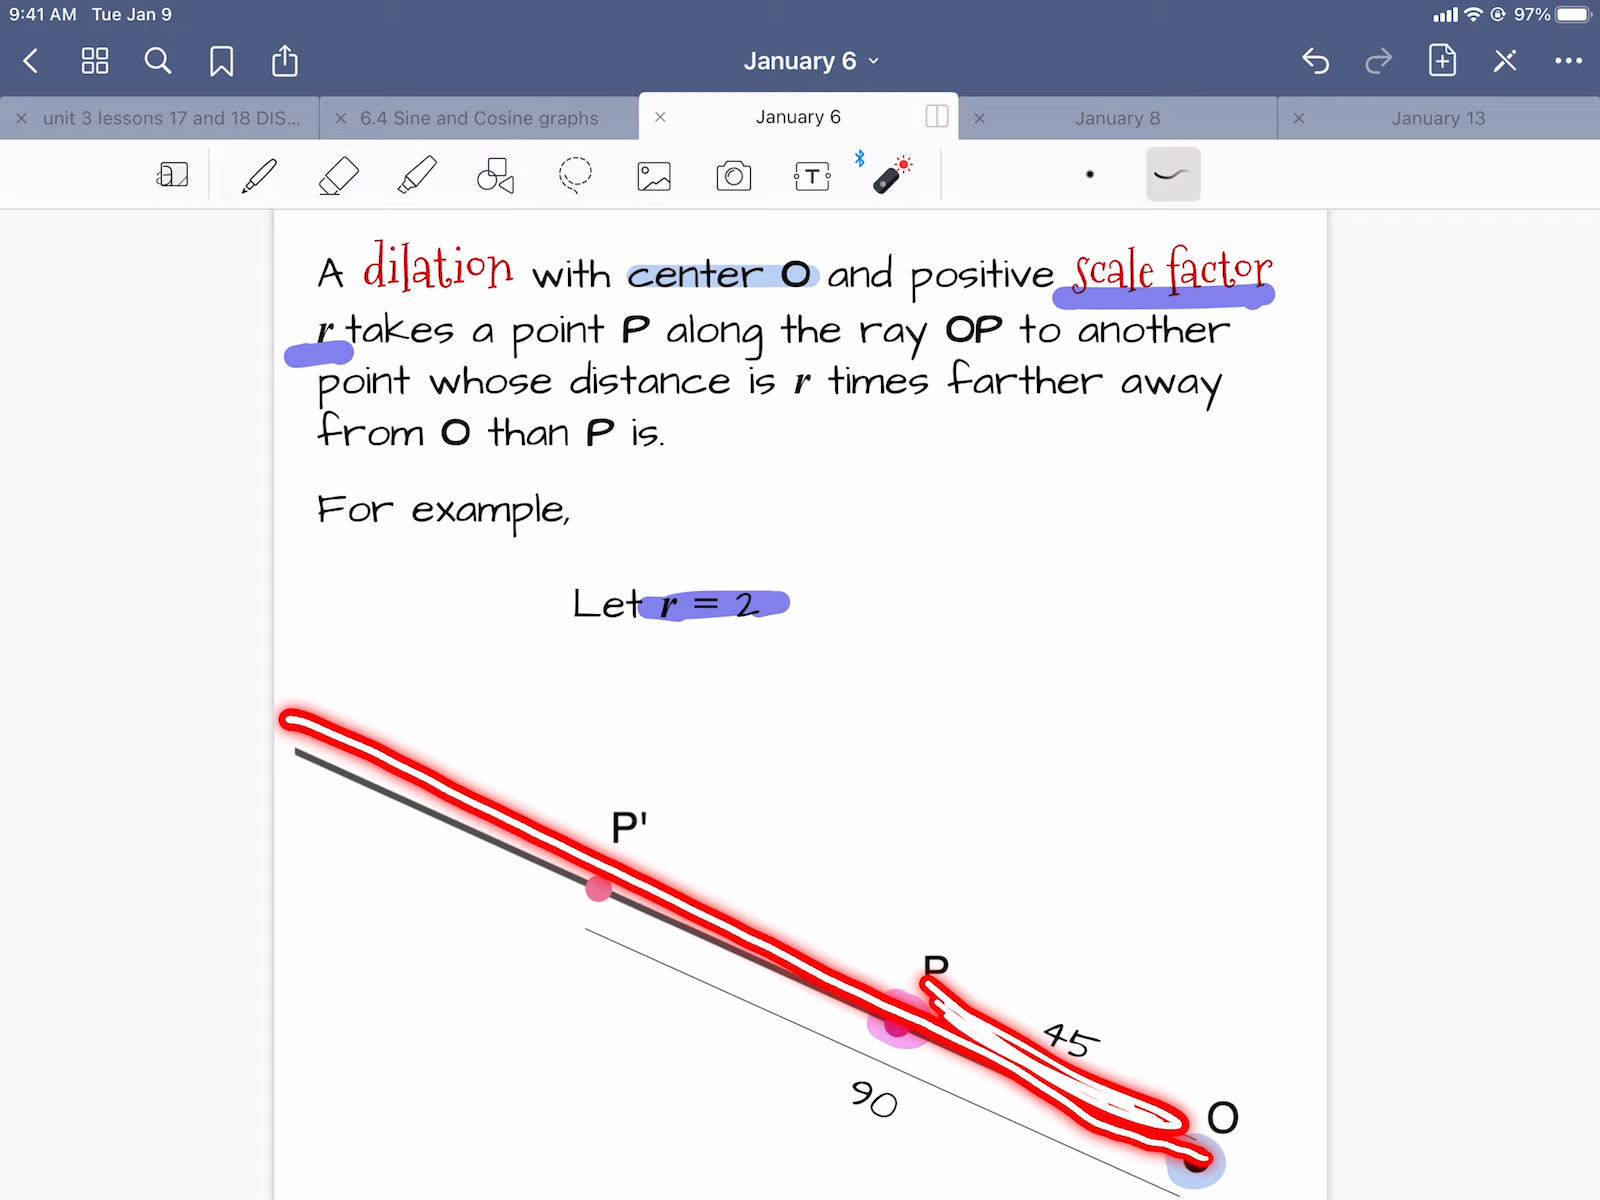 9:41 AM Tue Jan 9
97%
January 6
unit 3 lessons 17 and 18 DIS...
6.4 Sine and Cosine graphs
January 6
January 8
January 13
T
A dilation with center O and positive scale factor
r takes a point P along the ray OP to another
point whose distance is r times farther away
from O than P is.
For example,
Let r = 2
P'
P
45
90
O